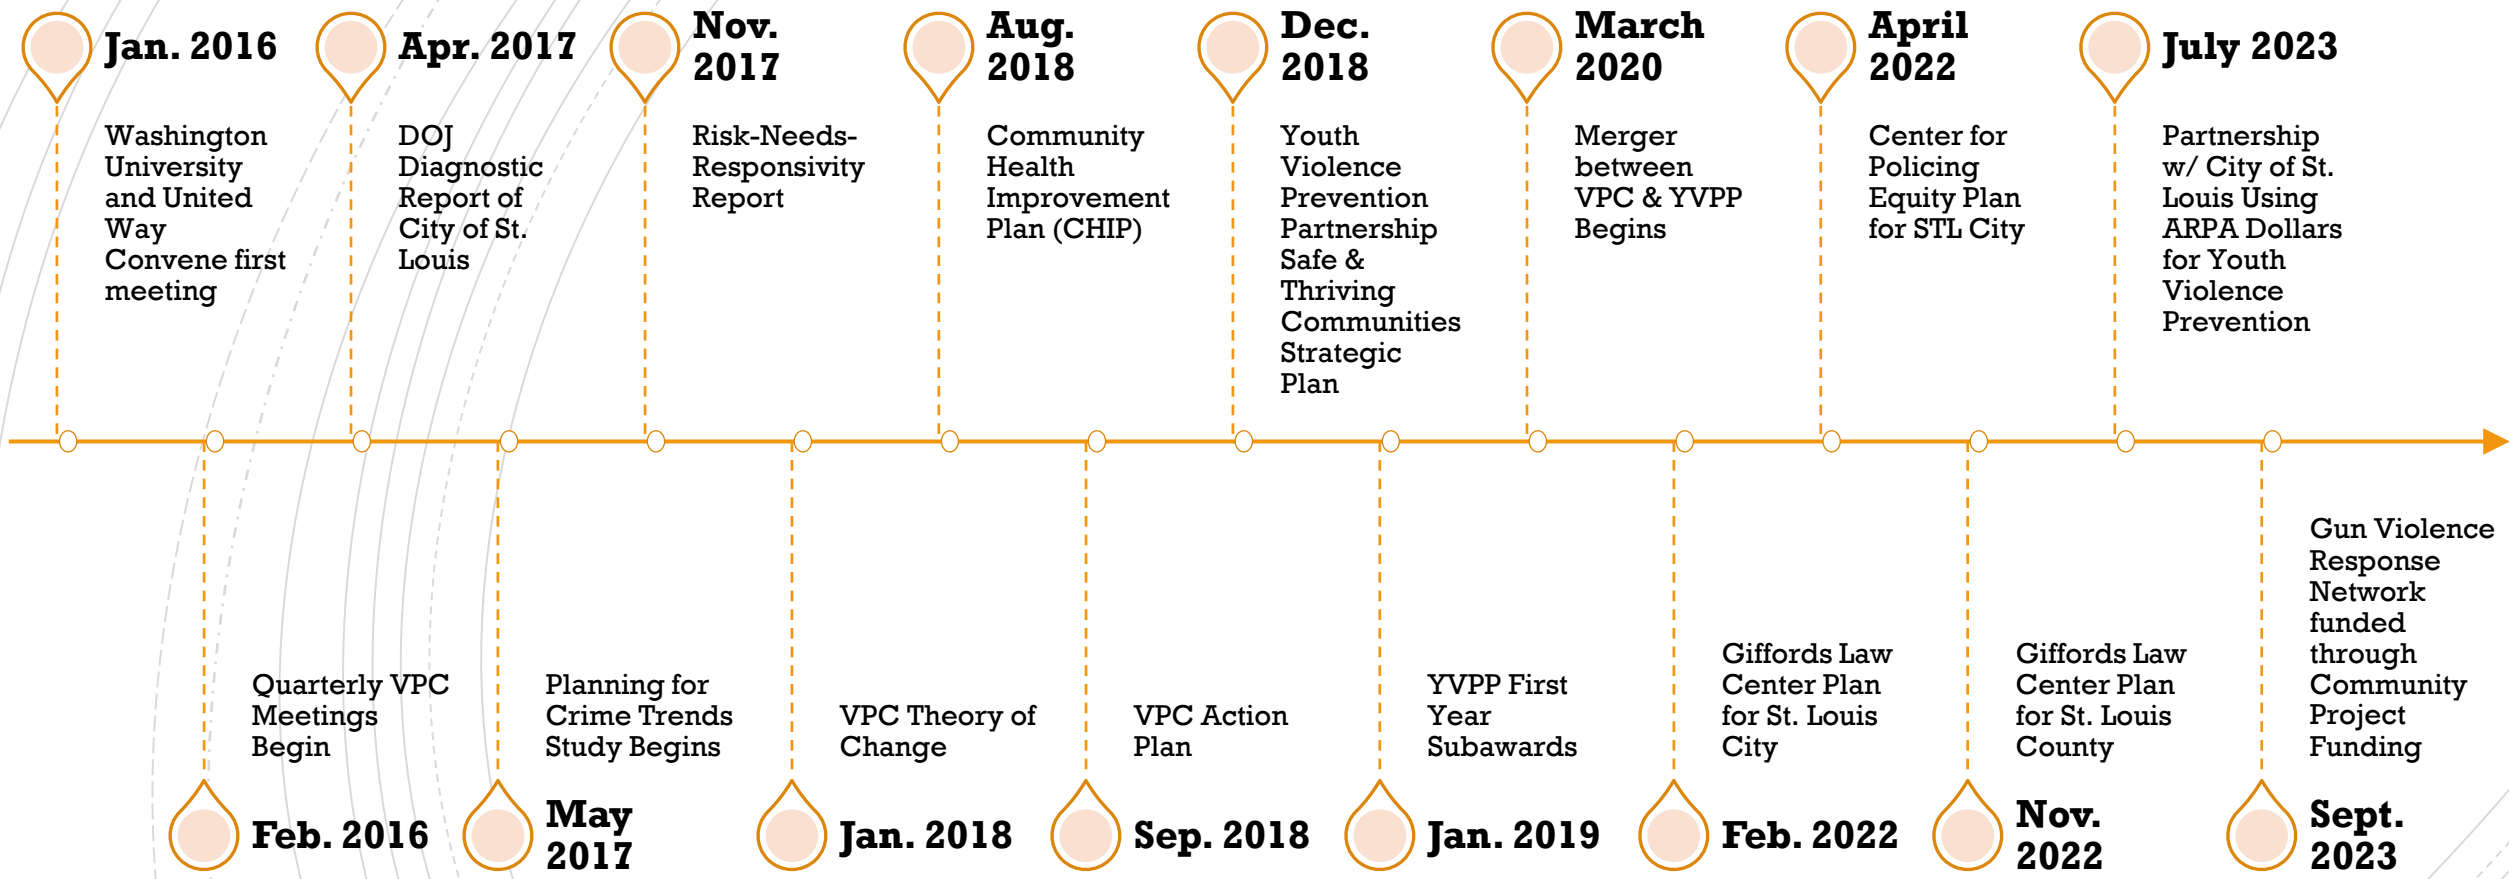 Jan. 2016
Washington
University
and United
Way
Convene first
meeting
Feb. 2016
Quarterly VPC
Meetings
Begin
Apr. 2017
DOJ
Diagnostic
Report of
City of St.
Louis
May
2017
Planning for
Crime Trends
Study Begins
Nov.
2017
Risk-Needs-
Responsivity
Report
Jan. 2018
VPC Theory of
Change
Aug.
2018
Community
Health
Improvement
Plan (CHIP)
Sep. 2018
VPC Action
Plan
Dec.
2018
Youth
Violence
Prevention
Partnership
Safe &
Thriving
Communities
Strategic
Plan
Jan. 2019
YVPP First
Year
Subawards
March
2020
Merger
between
VPC & YVPP
Begins
Feb. 2022
Giffords Law
Center Plan
for St. Louis
City
April
2022
Center for
Policing
Equity Plan
for STL City
Nov.
2022
Giffords Law
Center Plan
for St. Louis
County
July 2023
Partnership
w/ City of St.
Louis Using
ARPA Dollars
for Youth
Violence
Prevention
Sept.
2023
Gun Violence
Response
Network
funded
through
Community
Project
Funding